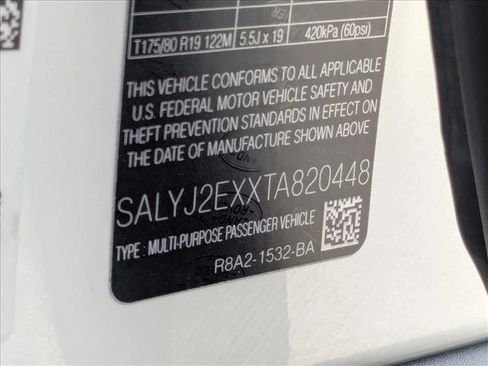 T175/80 R19 122M 5.5J x 19 420kPa (60psi)
THIS VEHICLE CONFORMS TO ALL APPLICABLE
U.S. FEDERAL MOTOR VEHICLE SAFETY AND
THEFT PREVENTION STANDARDS IN EFFECT ON
THE DATE OF MANUFACTURE SHOWN ABOVE
SALYJ2EXXTA820448
TYPE : MULTI-PURPOSE PASSENGER VEHICLE
R8A2-1532-BA